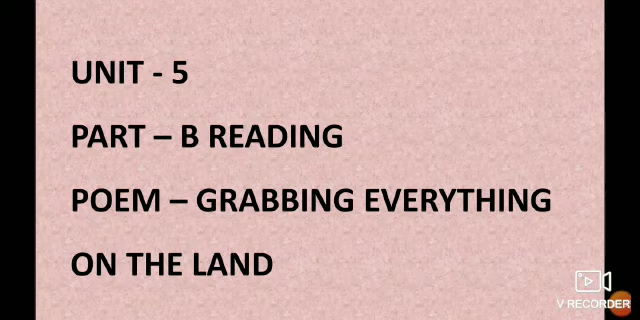 UNIT - 5
PART – B READING
POEM – GRABBING EVERYTHING
ON THE LAND
V RECORDER